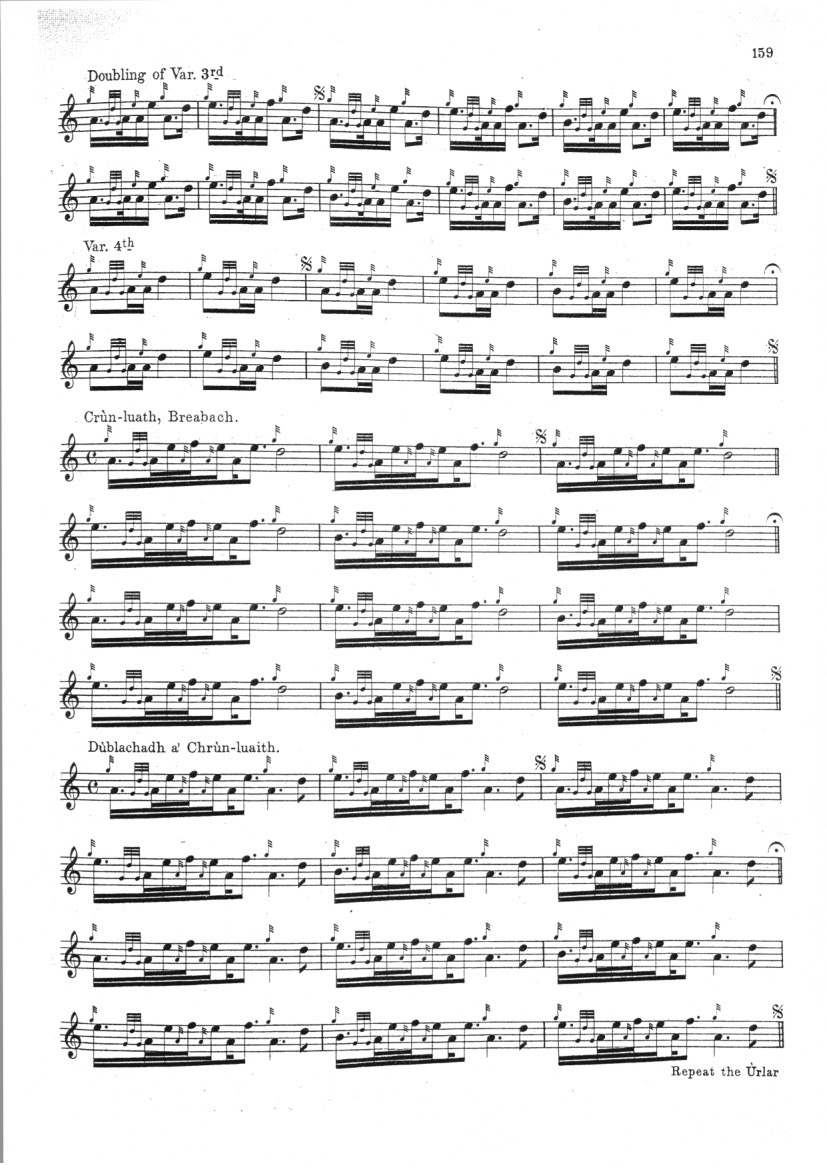 159
Doubling of Var. 3rd
Var. 4th
Crùn-luath, Breabach.
Dùblachadh a' Chrùn-luaith.
Repeat the Ùrlar